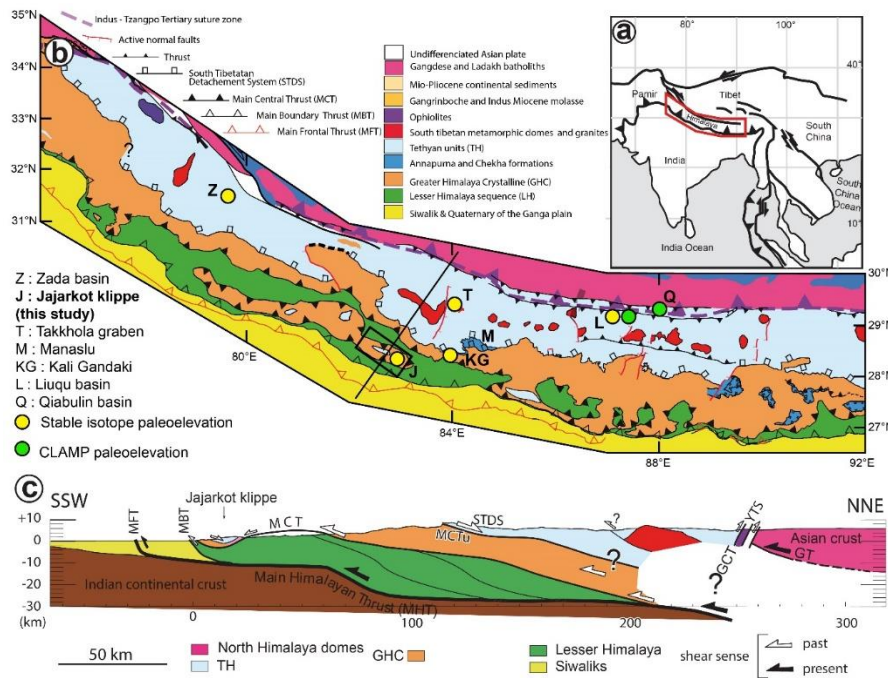 35°N
Indus - Tzangpo Tertiary suture zone
Active normal faults
b
Thrust
34°N
South Tibetatan
Detachement System (STDS)
Main Central Thrust (MCT)
33°N
Main Boundary Thrust (MBT)
Main Frontal Thrust (MFT)
?
32°N
31°N
Z
Undifferenciated Asian plate
Gangdese and Ladakh batholiths
Mio-Pliocene continental sediments
Gangrinboche and Indus Miocene molasse
Ophiolites
South tibetan metamorphic domes and granites
Tethyan units (TH)
Annapurna and Chekha formations
Greater Himalaya Crystalline (GHC)
Lesser Himalaya sequence (LH)
Siwalik & Quaternary of the Ganga plain
a
80°
100°
40°
Pamir
Tibet
Himalaya
South
China
India
South
China
Ocean
India Ocean
20°
Z : Zada basin
J : Jajarkot klippe
(this study)
T : Takkhola graben
M : Manaslu
KG : Kali Gandaki
L : Liuqu basin
Q : Qiabulin basin
Stable isotope paleoelevation
CLAMP paleoelevation
80°E
T
L
Q
M
KG
J
30°N
29°N
28°N
27°N
84°E
88°E
92°E
c
SSW
NNE
Jajarkot klippe
MFT
MBT
MCT
STDS
MCTu
?
?
?
GCT
YTS
Asian crust
GT
+10
0
-10
-20
-30
(km)
+10
0
-10
-20
-30
Indian continental crust
Main Himalayan Thrust (MHT)
0
100
200
300
50 km
North Himalaya domes
TH
GHC
Lesser Himalaya
Siwaliks
shear sense
past
present